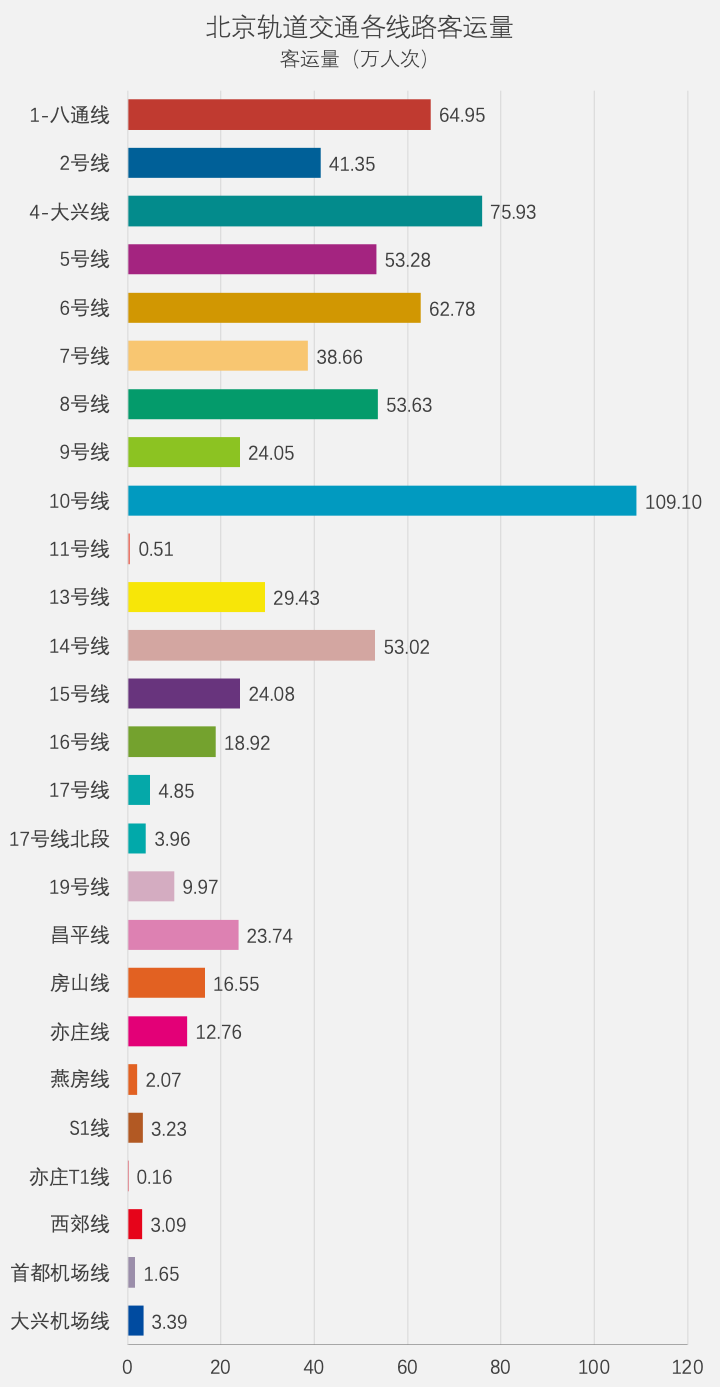 北京轨道交通各线路客运量
客运量（万人次）
1-八通线 64.95
2号线 41.35
4-大兴线 75.93
5号线 53.28
6号线 62.78
7号线 38.66
8号线 53.63
9号线 24.05
10号线 109.10
11号线 0.51
13号线 29.43
14号线 53.02
15号线 24.08
16号线 18.92
17号线 4.85
17号线北段 3.96
19号线 9.97
昌平线 23.74
房山线 16.55
亦庄线 12.76
燕房线 2.07
S1线 3.23
亦庄T1线 0.16
西郊线 3.09
首都机场线 1.65
大兴机场线 3.39
0 20 40 60 80 100 120